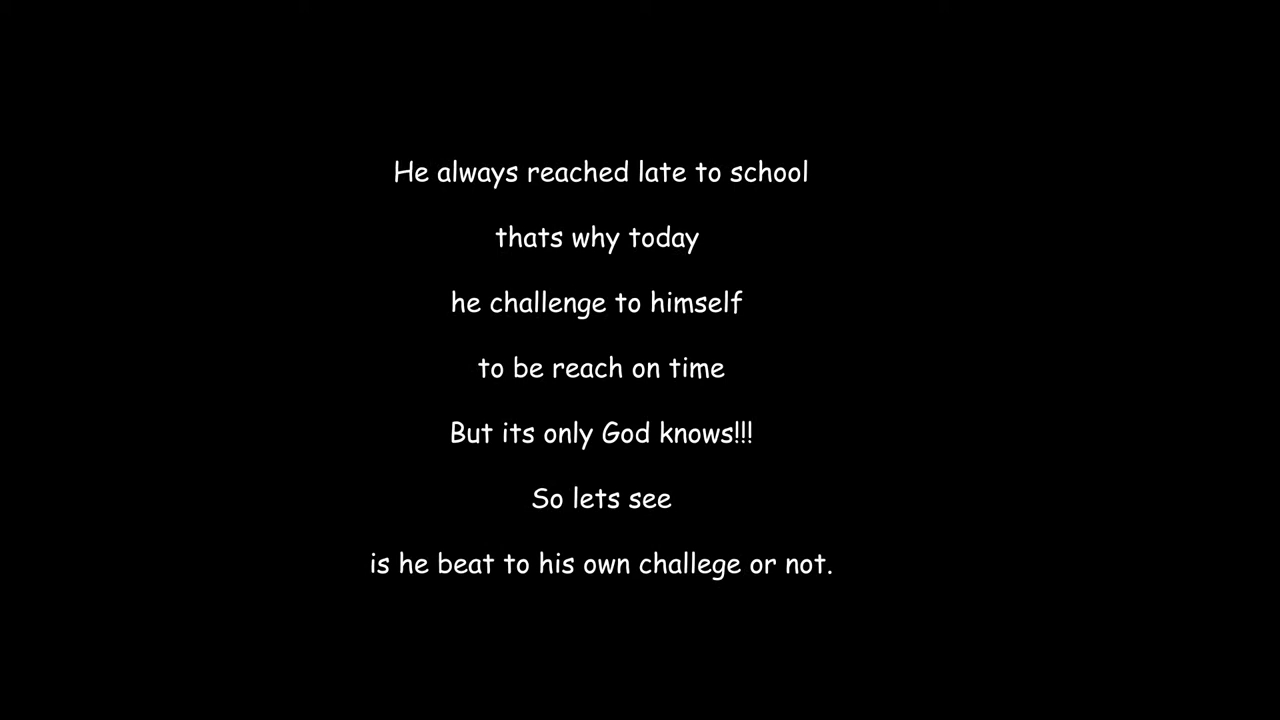 He always reached late to school
thats why today
he challenge to himself
to be reach on time
But its only God knows!!!
So lets see
is he beat to his own challege or not.